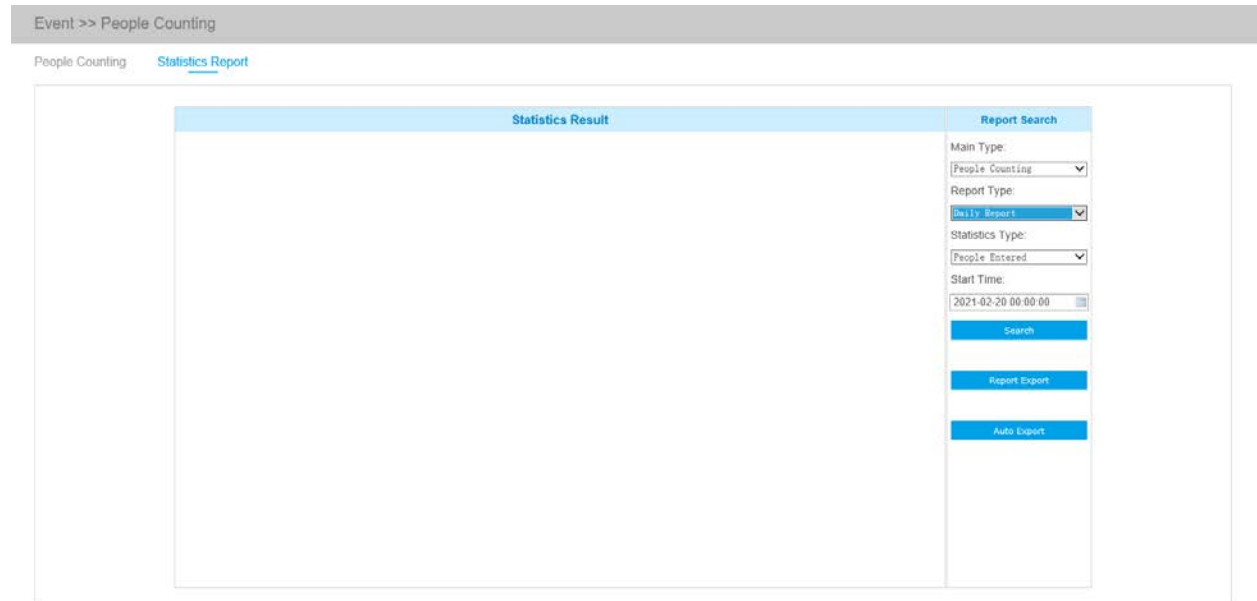 Event >> People Counting
People Counting Statistics Report
Statistics Result
Report Search
Main Type:
People Counting
Report Type:
Daily Report
Statistics Type:
People Entered
Start Time:
2021-02-20 00:00:00
Search
Report Export
Auto Export